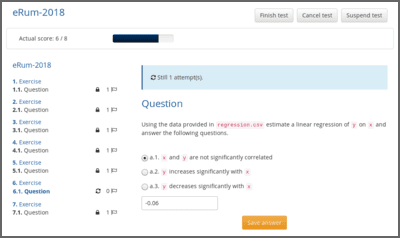 eRum-2018
Finish test
Cancel test
Suspend test
Actual score: 6 / 8
eRum-2018
1. Exercise
1.1. Question 1
2. Exercise
2.1. Question 1
3. Exercise
3.1. Question 1
4. Exercise
4.1. Question 1
5. Exercise
5.1. Question 1
6. Exercise
6.1. Question 0
7. Exercise
7.1. Question 1
Still 1 attempt(s).
Question
Using the data provided in regression.csv estimate a linear regression of y on x and
answer the following questions.
a.1. x and y are not significantly correlated
a.2. y increases significantly with x
a.3. y decreases significantly with x
-0.06
Save answer